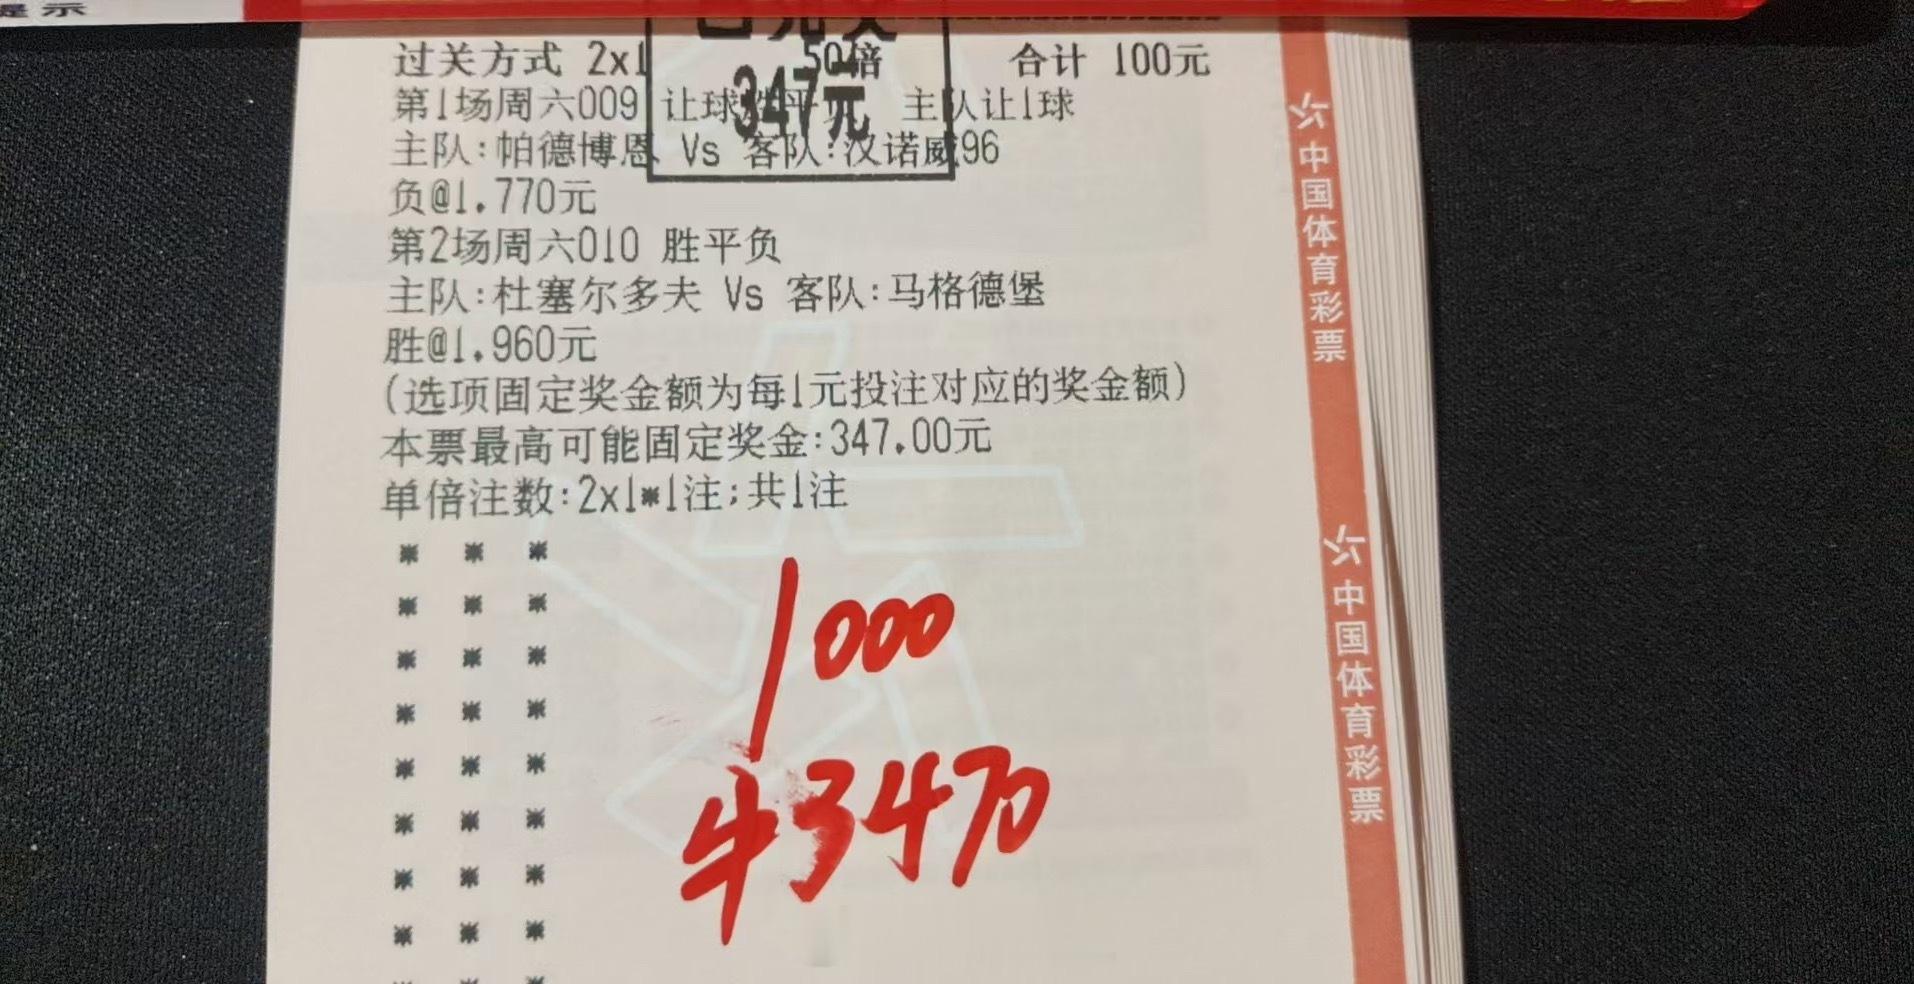 提示
已兑奖
347元
过关方式 2x1 50倍 合计 100元
第1场周六009 让球胜平负 主队让1球
主队:帕德博恩 Vs 客队:汉诺威96
负@1.770元
第2场周六010 胜平负
主队:杜塞尔多夫 Vs 客队:马格德堡
胜@1.960元
(选项固定奖金额为每1元投注对应的奖金额)
本票最高可能固定奖金:347.00元
单倍注数:2x1*1注;共1注
* * *
* * *
* * *
* * *
* * *
* * *
* * *
* * *
* * *
1000
中3470
中国体育彩票
中国体育彩票